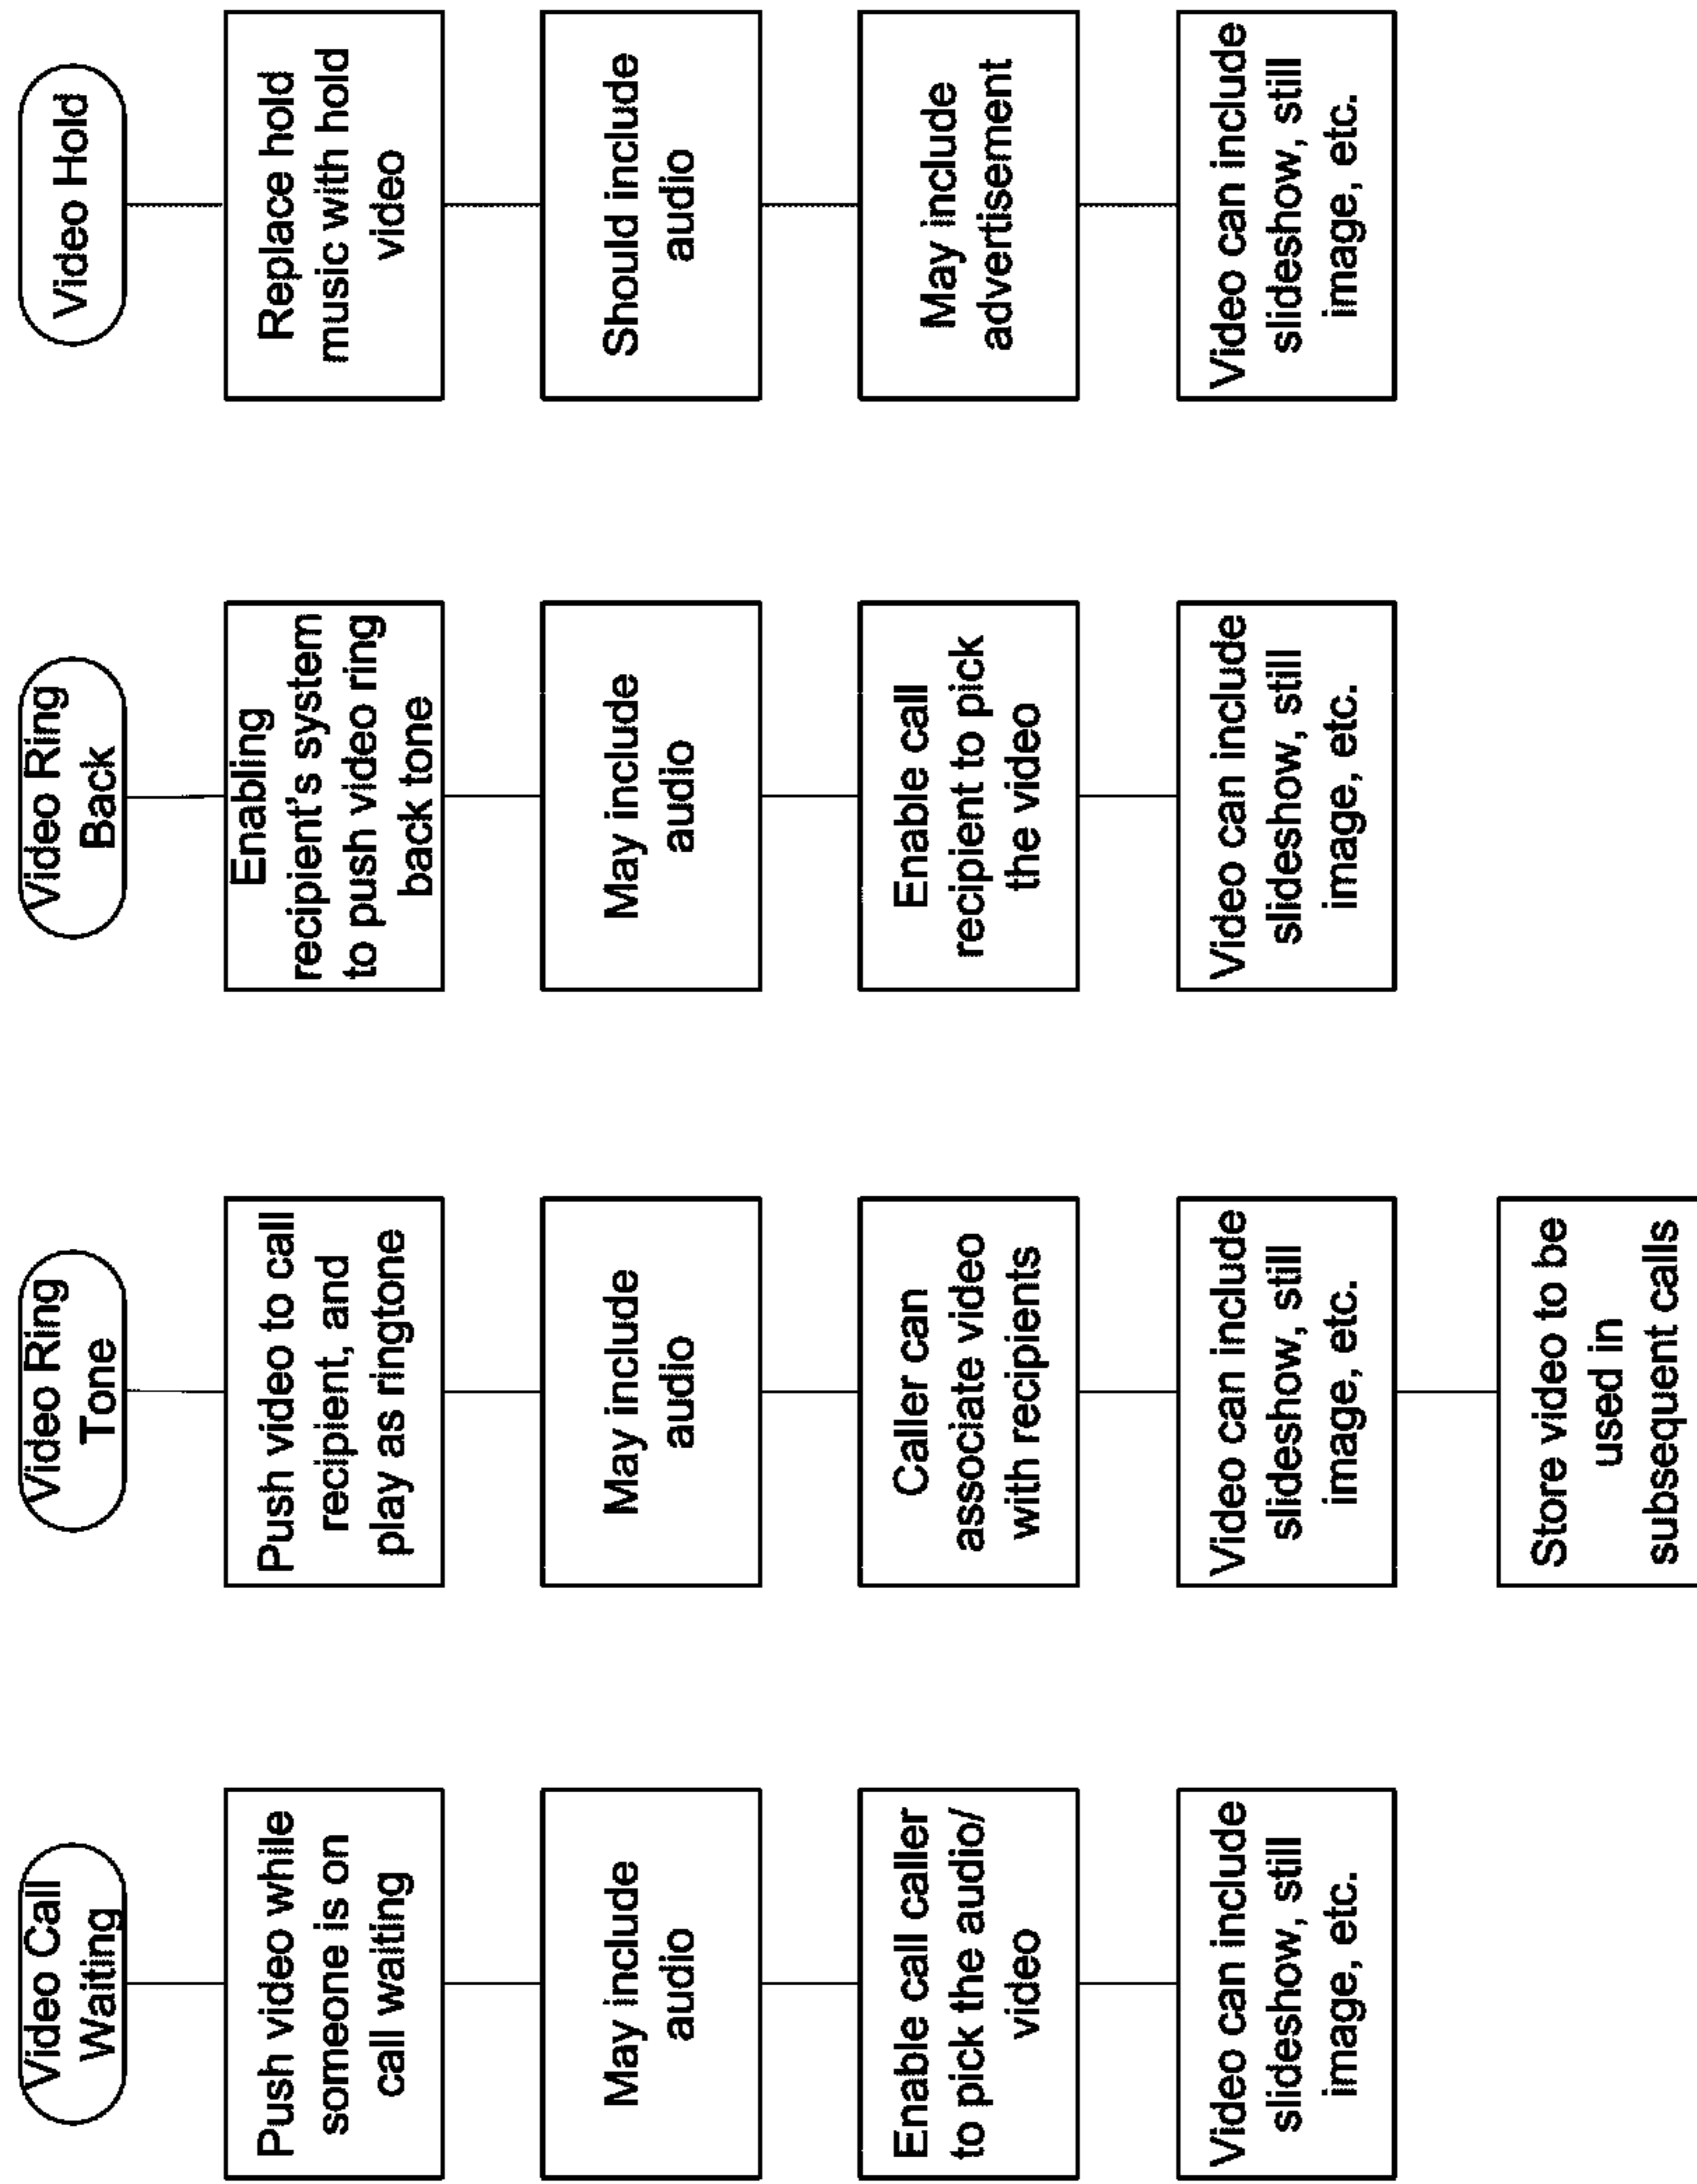 Video Call
Waiting
Push video while
someone is on
call waiting
May include
audio
Enable call caller
to pick the audio/
video
Video can include
slideshow, still
image, etc.
Video Ring
Tone
Push video to call
recipient, and
play as ringtone
May include
audio
Caller can
associate video
with recipients
Video can include
slideshow, still
image, etc.
Store video to be
used in
subsequent calls
Video Ring
Back
Enabling
recipient's system
to push video ring
back tone
May include
audio
Enable call
recipient to pick
the video
Video can include
slideshow, still
image, etc.
Video Hold
Replace hold
music with hold
video
Should include
audio
May include
advertisement
Video can include
slideshow, still
image, etc.